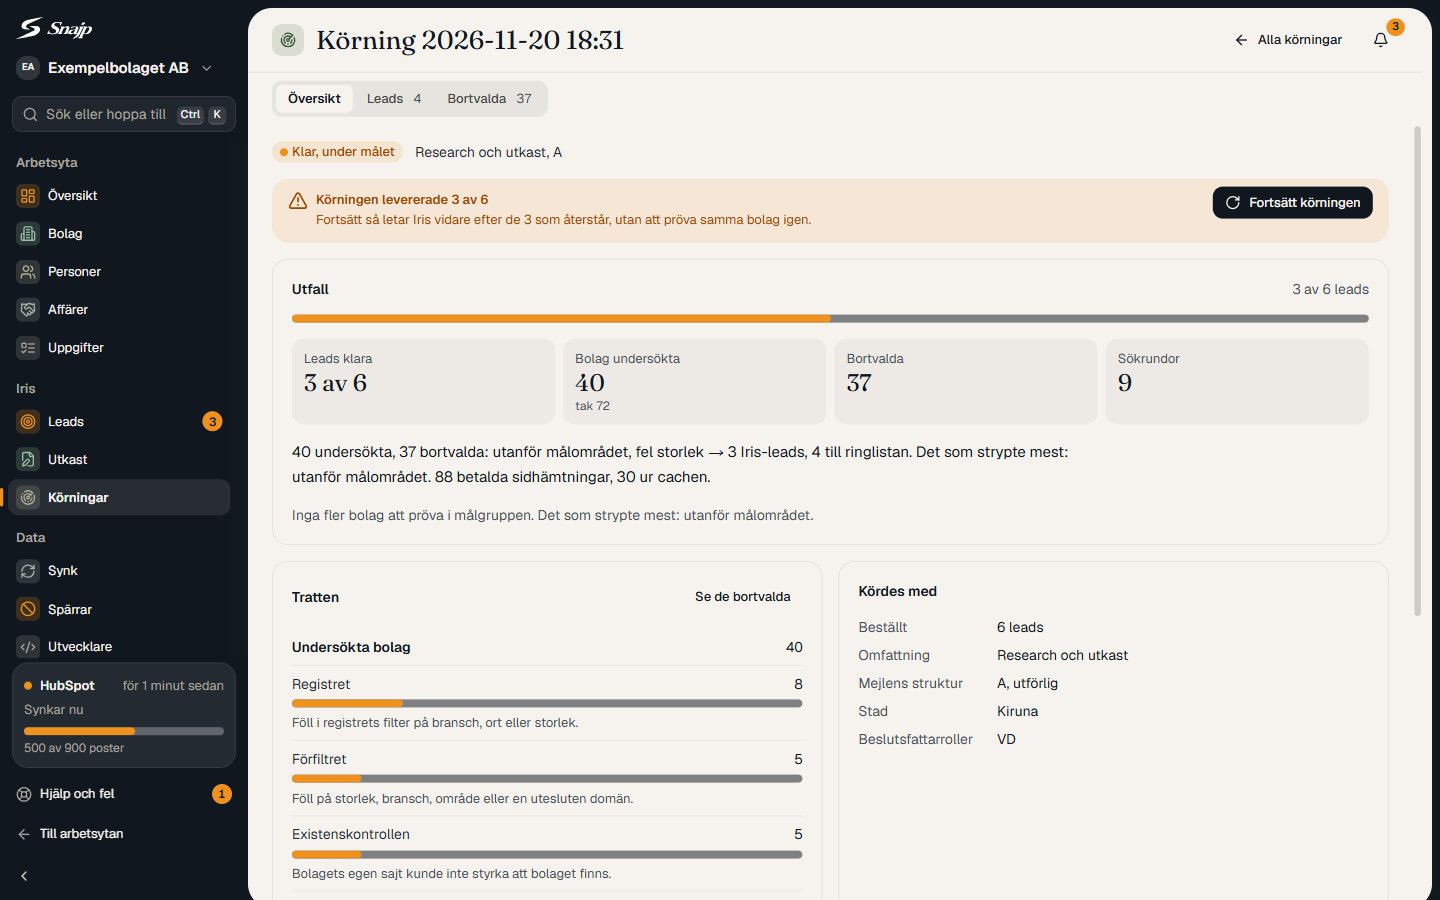 Snajp
EA Exempelbolaget AB
Sök eller hoppa till Ctrl K
Arbetsyta
Översikt
Bolag
Personer
Affärer
Uppgifter
Iris
Leads 3
Utkast
Körningar
Data
Synk
Spärrar
Utvecklare
HubSpot för 1 minut sedan
Synkar nu
500 av 900 poster
Hjälp och fel 1
Till arbetsytan
Körning 2026-11-20 18:31
Alla körningar
3
Översikt Leads 4 Bortvalda 37
Klar, under målet Research och utkast, A
Körningen levererade 3 av 6
Fortsätt så letar Iris vidare efter de 3 som återstår, utan att pröva samma bolag igen.
Fortsätt körningen
Utfall 3 av 6 leads
Leads klara
3 av 6
Bolag undersökta
40
tak 72
Bortvalda
37
Sökrundor
9
40 undersökta, 37 bortvalda: utanför målområdet, fel storlek → 3 Iris-leads, 4 till ringlistan. Det som strypte mest:
utanför målområdet. 88 betalda sidhämtningar, 30 ur cachen.
Inga fler bolag att pröva i målgruppen. Det som strypte mest: utanför målområdet.
Tratten Se de bortvalda
Undersökta bolag 40
Registret 8
Föll i registrets filter på bransch, ort eller storlek.
Förfiltret 5
Föll på storlek, bransch, område eller en utesluten domän.
Existenskontrollen 5
Bolagets egen sajt kunde inte styrka att bolaget finns.
Kördes med
Beställt 6 leads
Omfattning Research och utkast
Mejlens struktur A, utförlig
Stad Kiruna
Beslutsfattarroller VD